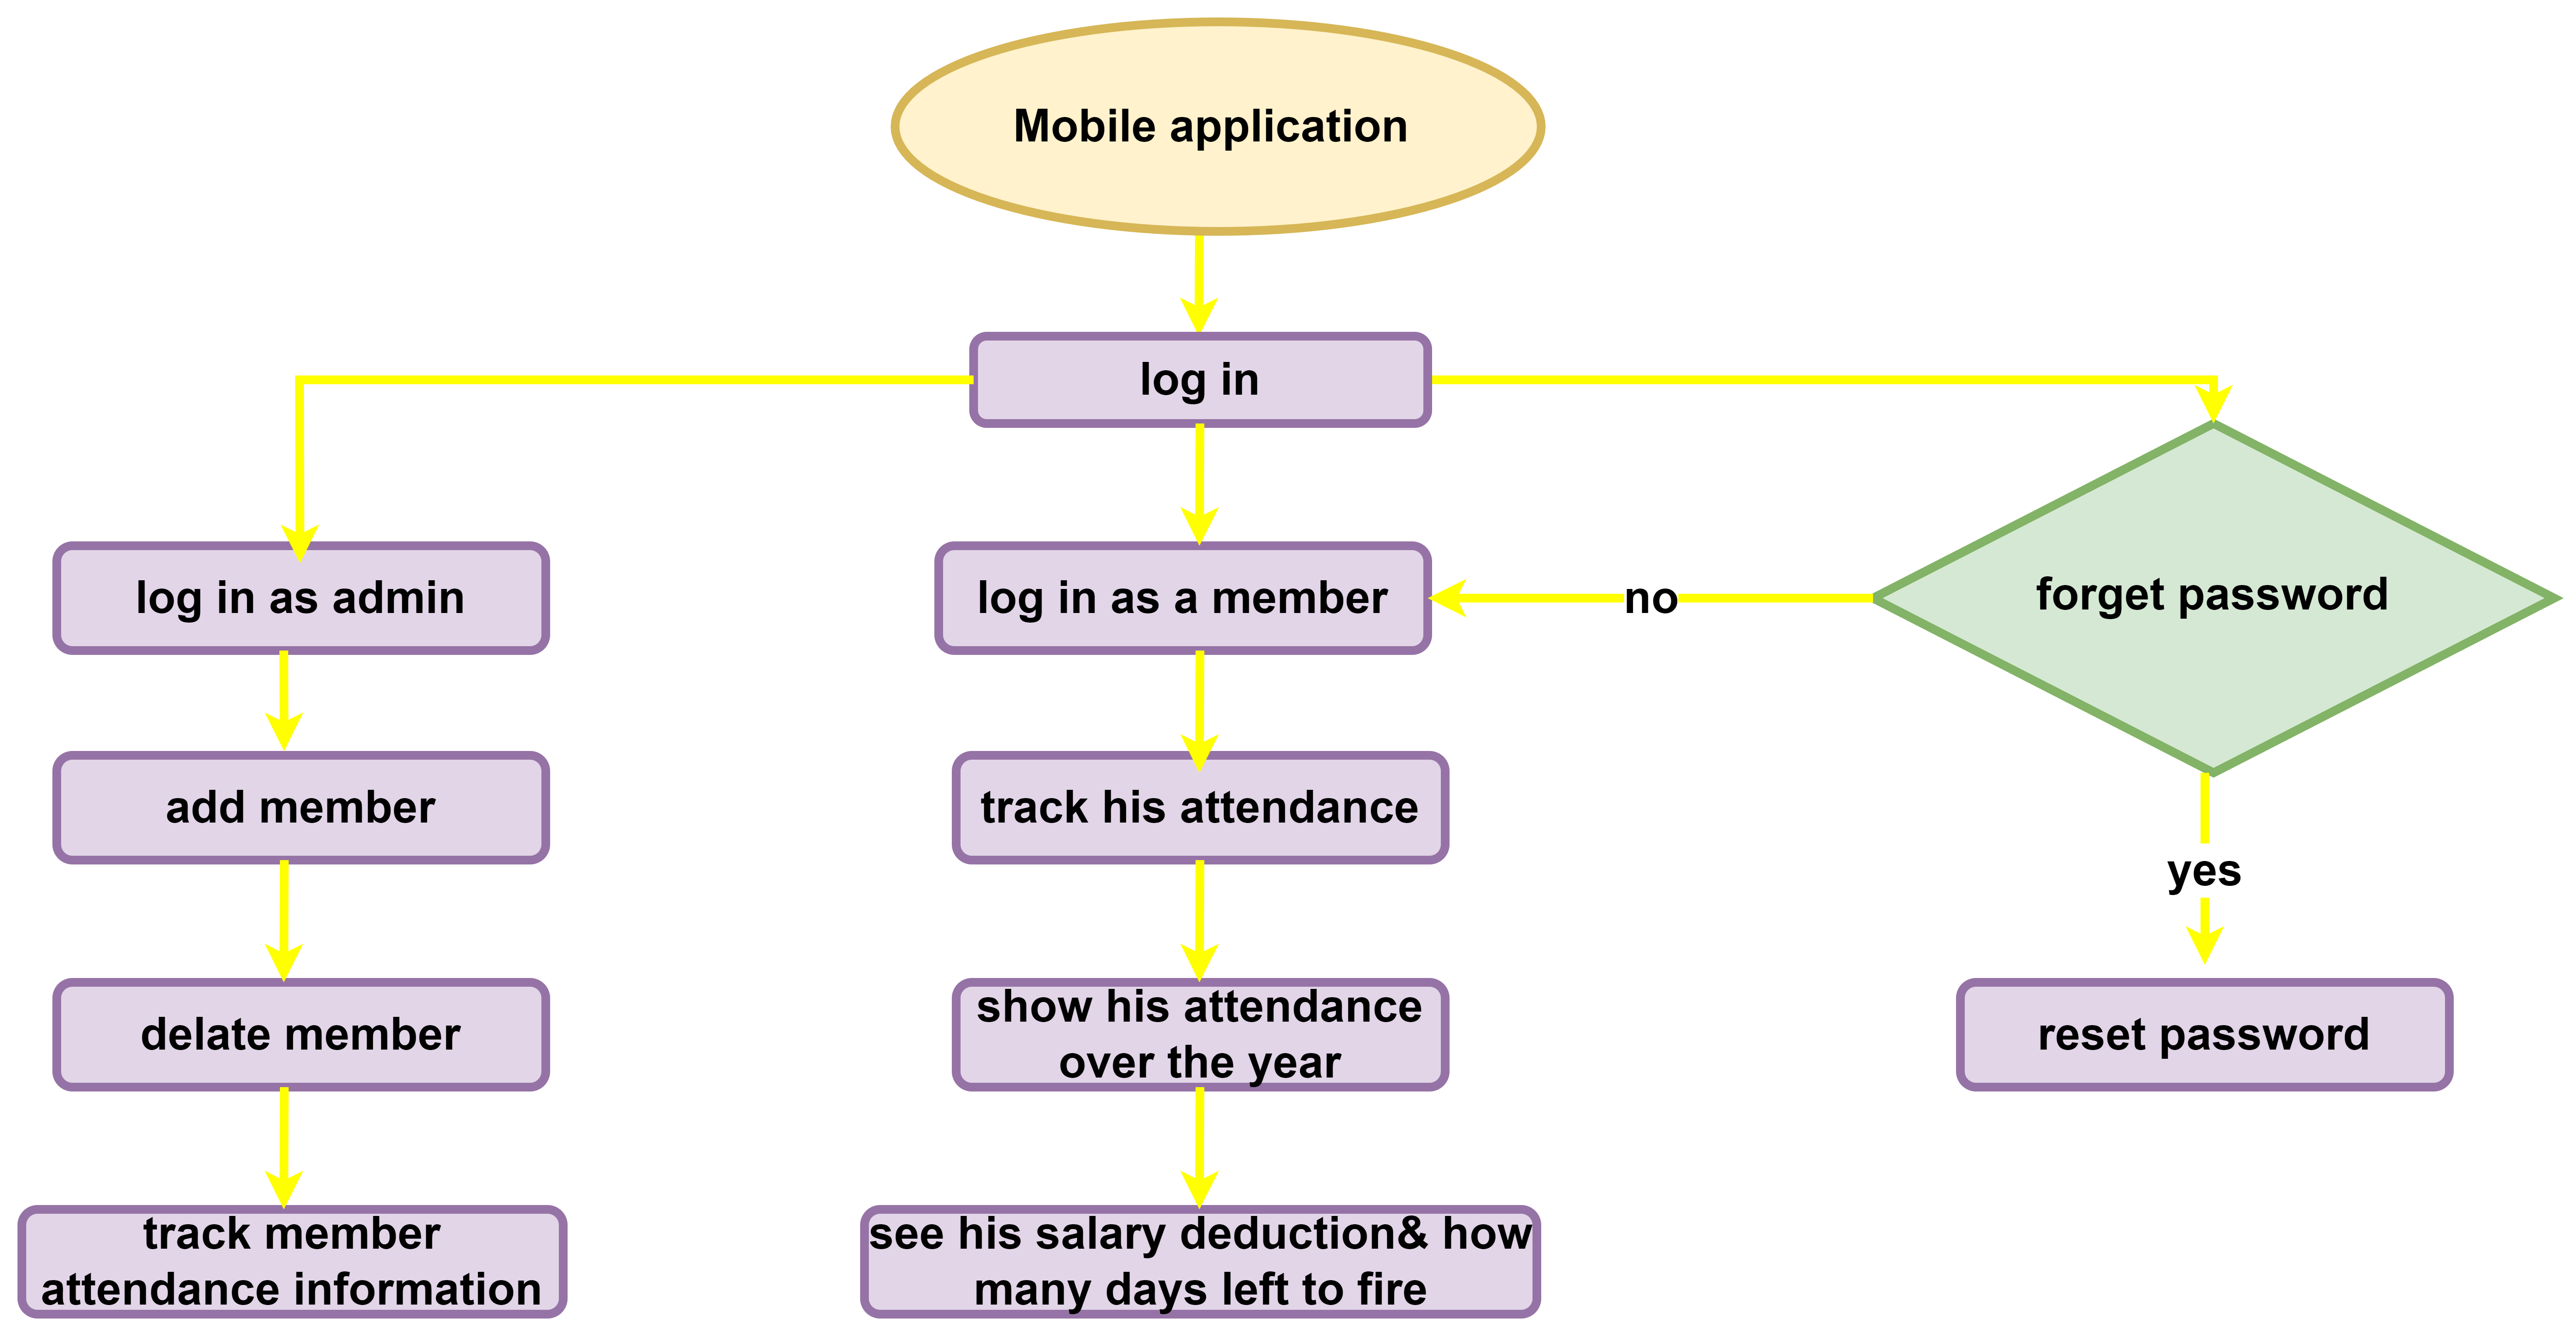 Mobile application
log in
log in as admin
log in as a member
no
forget password
add member
track his attendance
yes
delate member
show his attendance
over the year
reset password
track member
attendance information
see his salary deduction& how
many days left to fire